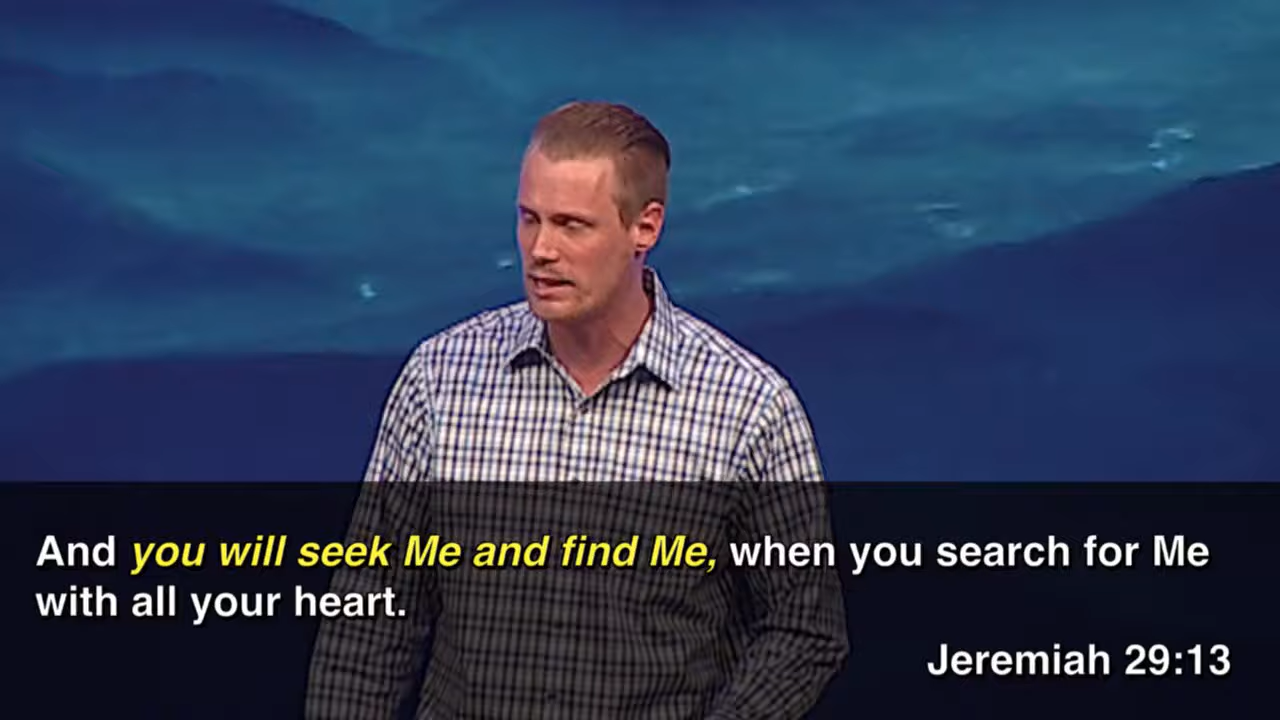 And you will seek Me and find Me, when you search for Me
with all your heart.
Jeremiah 29:13